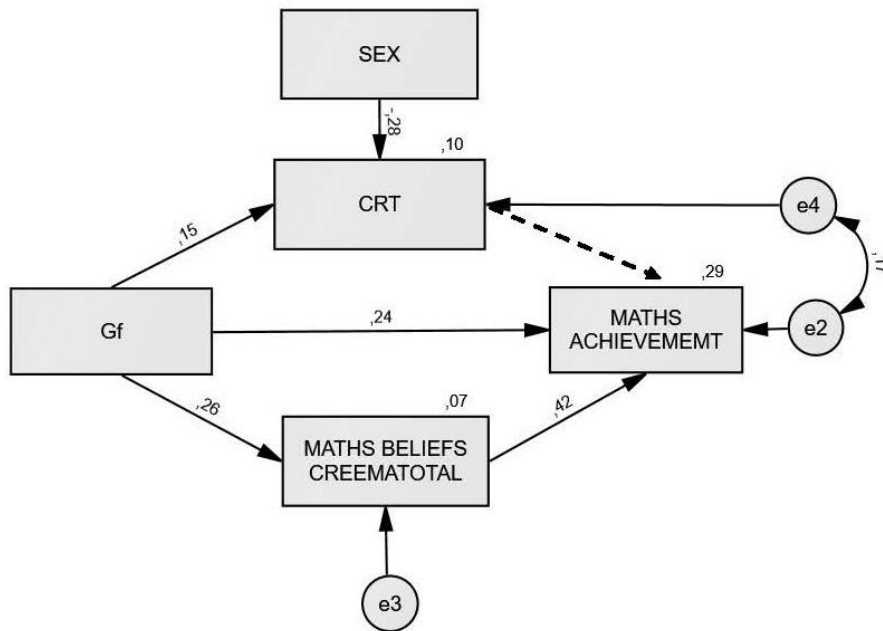 SEX
-,28
,10
CRT
e4
,15
,17
,29
Gf
,24
MATHS
ACHIEVEMEMT
e2
,26
,07
,42
MATHS BELIEFS
CREEMATOTAL
e3